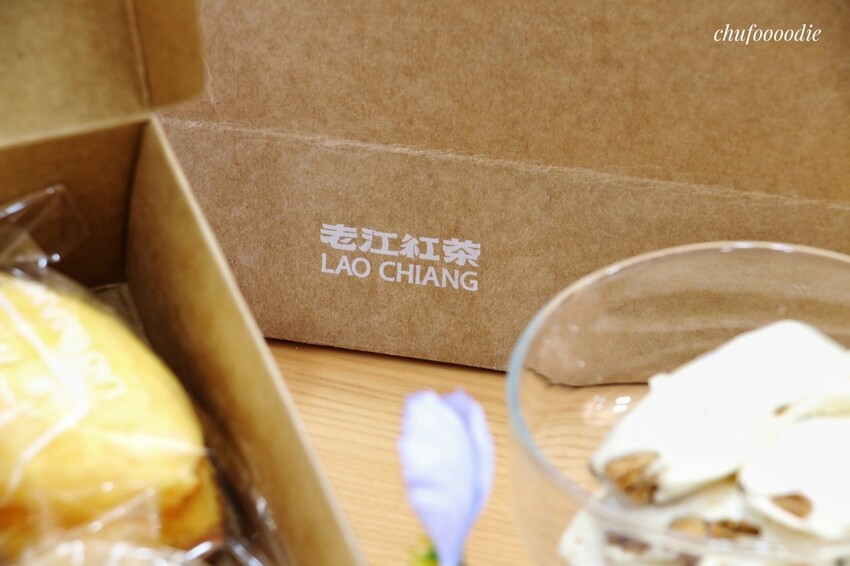 chufoooodie
老江紅茶
LAO CHIANG